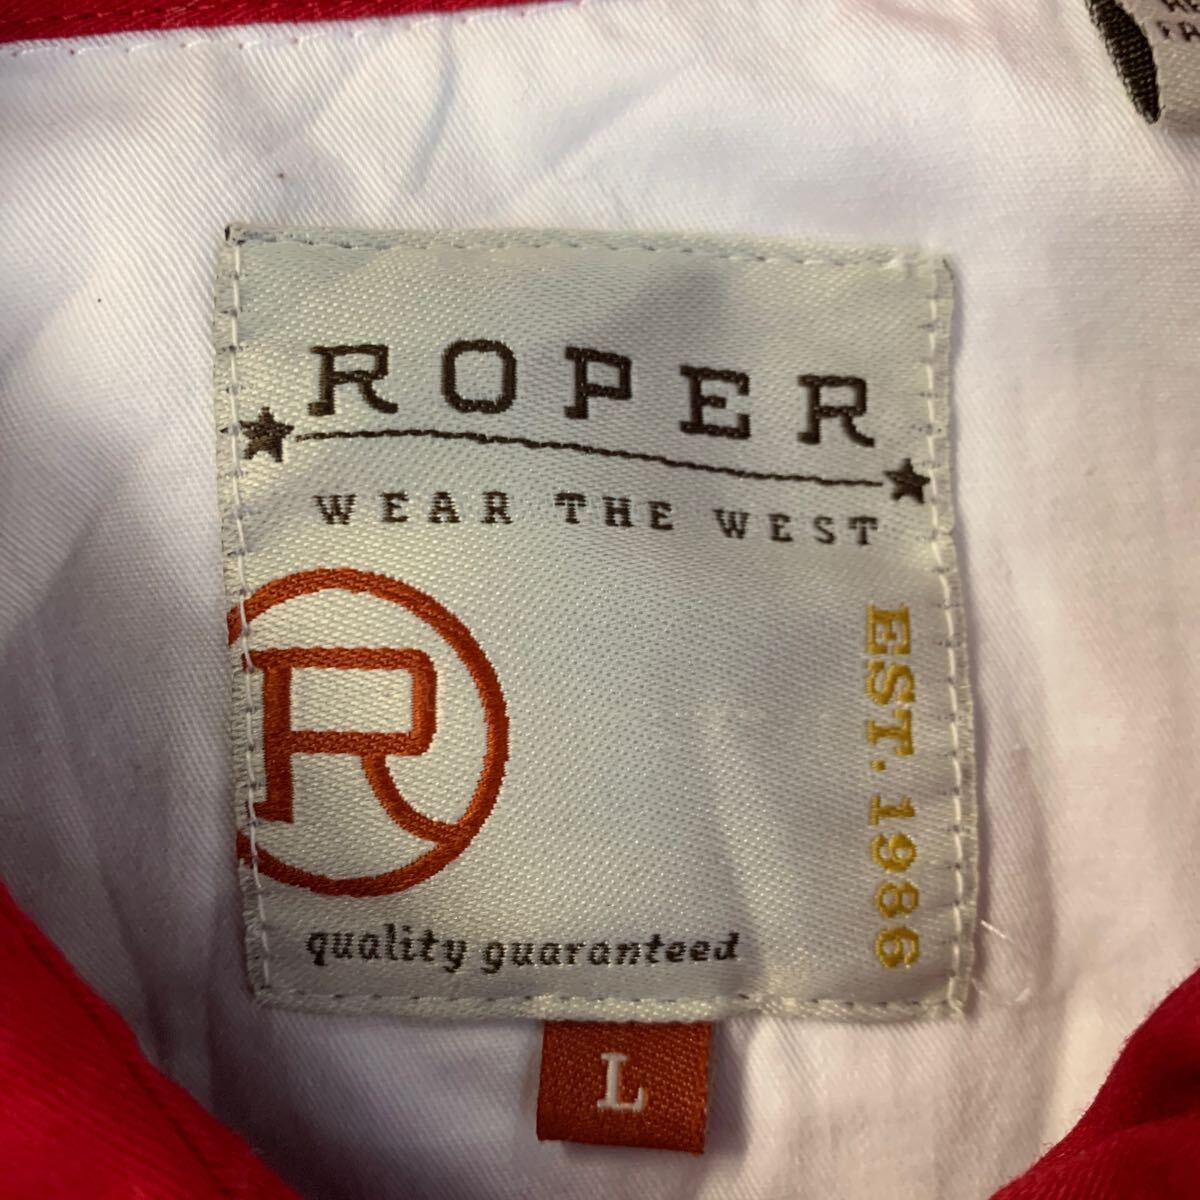 ROPER
WEAR THE WEST
R
EST. 1986
quality guaranteed
L